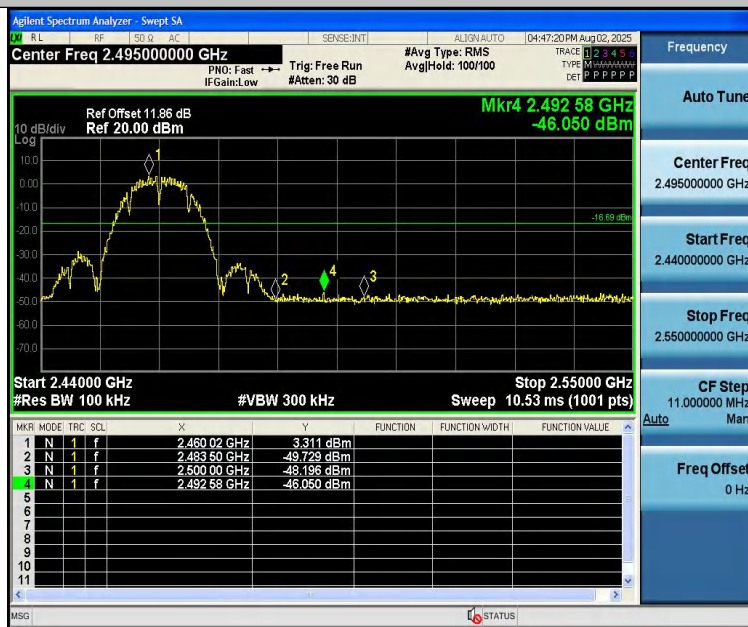 Agilent Spectrum Analyzer - Swept SA
LXI RL RF 50 Ω AC SENSE:INT ALIGN AUTO 04:47:20 PM Aug 02, 2025
Center Freq 2.495000000 GHz
PNO: Fast
IFGain:Low
Trig: Free Run
#Atten: 30 dB
#Avg Type: RMS
Avg|Hold: 100/100
TRACE 1 2 3 4 5 6
TYPE M
DET P P P P P P
Mkr4 2.492 58 GHz
-46.050 dBm
Ref Offset 11.86 dB
10 dB/div Ref 20.00 dBm
Log
10.0
0.00
-10.0
-20.0
-30.0
-40.0
-50.0
-60.0
-70.0
1
2
4
3
-16.69 dBm
Start 2.44000 GHz Stop 2.55000 GHz
#Res BW 100 kHz #VBW 300 kHz Sweep 10.53 ms (1001 pts)
MKR MODE TRC SCL X Y FUNCTION FUNCTION WIDTH FUNCTION VALUE
1 N 1 f 2.460 02 GHz 3.311 dBm
2 N 1 f 2.483 50 GHz -49.729 dBm
3 N 1 f 2.500 00 GHz -48.196 dBm
4 N 1 f 2.492 58 GHz -46.050 dBm
5
6
7
8
9
10
11
MSG STATUS
Frequency
Auto Tune
Center Freq
2.495000000 GHz
Start Freq
2.440000000 GHz
Stop Freq
2.550000000 GHz
CF Step
11.000000 MHz
Auto Man
Freq Offset
0 Hz